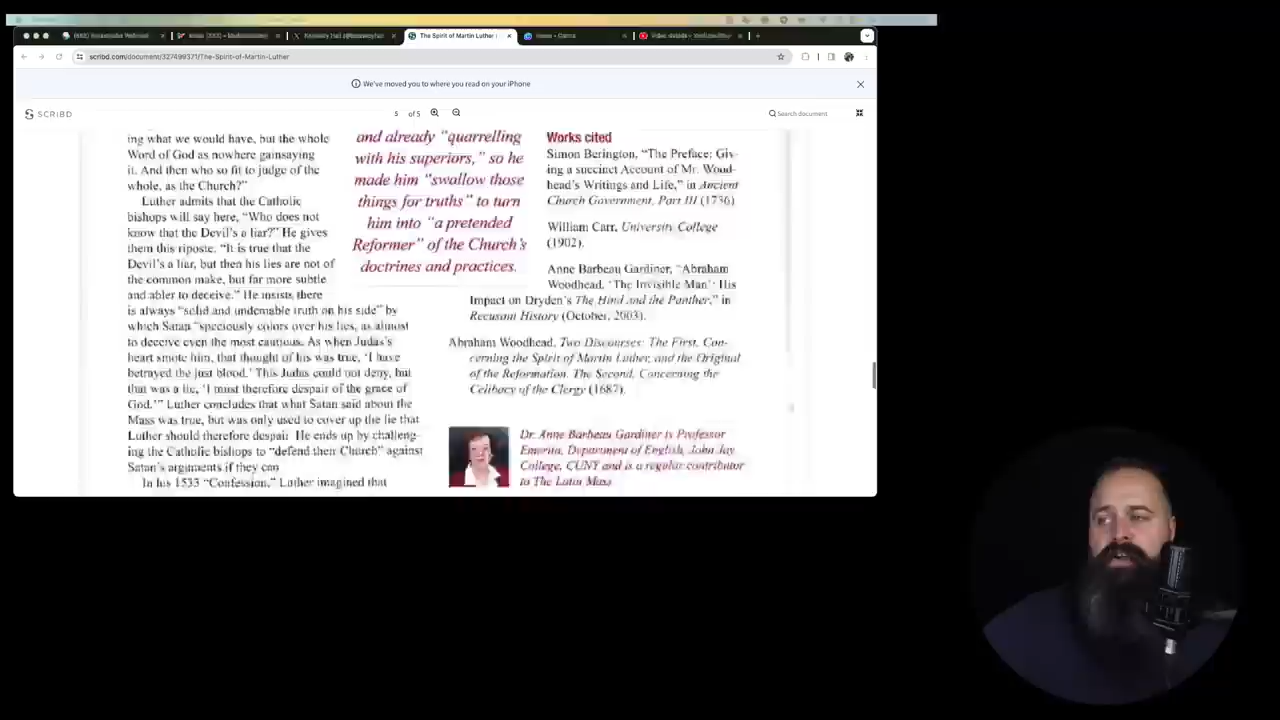 The Spirit of Martin Luther
Home - Canva
scribd.com/document/327499371/The-Spirit-of-Martin-Luther
We've moved you to where you read on your iPhone
SCRIBD
5 of 5
Search document
ing what we would have, but the whole
Word of God as nowhere gainsaying
it. And then who so fit to judge of the
whole, as the Church?"
Luther admits that the Catholic
bishops will say here, "Who does not
know that the Devil's a liar?" He gives
them this riposte. "It is true that the
Devil's a liar, but then his lies are not of
the common make, but far more subtle
and abler to deceive." He insists there
is always "solid and undeniable truth on his side" by
which Satan "speciously colors over his lies, as almost
to deceive even the most cautious. As when Judas's
heart smote him, that thought of his was true, 'I have
betrayed the just blood.' This Judas could not deny, but
that was a lie, 'I must therefore despair of the grace of
God.'" Luther concludes that what Satan said about the
Mass was true, but was only used to cover up the lie that
Luther should therefore despair. He ends up by challeng-
ing the Catholic bishops to "defend their Church" against
Satan's arguments if they can
In his 1533 "Confession," Luther imagined that
and already "quarrelling
with his superiors," so he
made him "swallow those
things for truths" to turn
him into "a pretended
Reformer" of the Church's
doctrines and practices.
Works cited
Simon Berington, "The Preface; Giv-
ing a succinct Account of Mr. Wood-
head's Writings and Life," in Ancient
Church Government, Part III (1736)
William Carr, University College
(1902).
Anne Barbeau Gardiner, "Abraham
Woodhead, 'The Invisible Man': His
Impact on Dryden's The Hind and the Panther," in
Recusant History (October, 2003).
Abraham Woodhead, Two Discourses: The First, Con-
cerning the Spirit of Martin Luther, and the Original
of the Reformation. The Second, Concerning the
Celibacy of the Clergy (1687).
Dr. Anne Barbeau Gardiner is Professor
Emerita, Department of English, John Jay
College, CUNY and is a regular contributor
to The Latin Mass